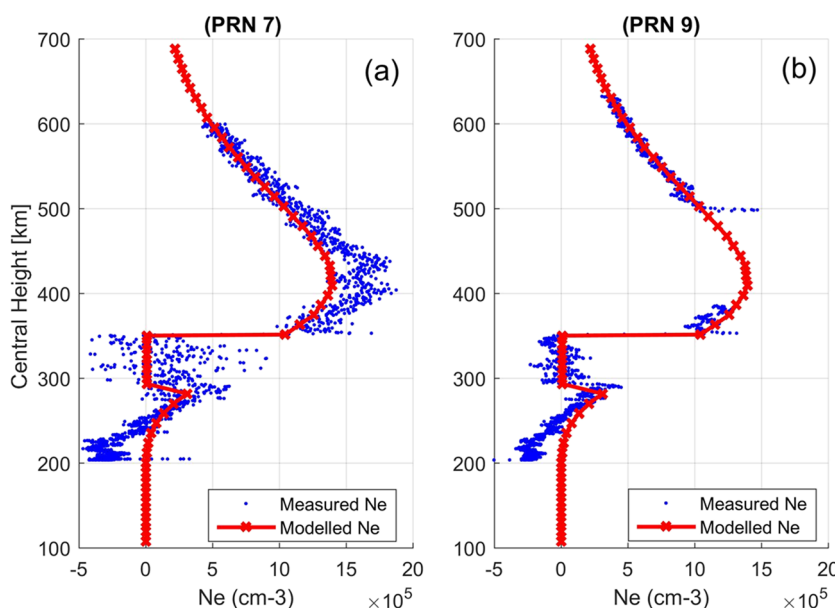 (PRN 7)
(a)
700
600
500
400
300
200
100
Central Height [km]
-5 0 5 10 15 20
Ne (cm-3)
×10⁵
Measured Ne
Modelled Ne
(PRN 9)
(b)
700
600
500
400
300
200
100
-5 0 5 10 15 20
Ne (cm-3)
×10⁵
Measured Ne
Modelled Ne